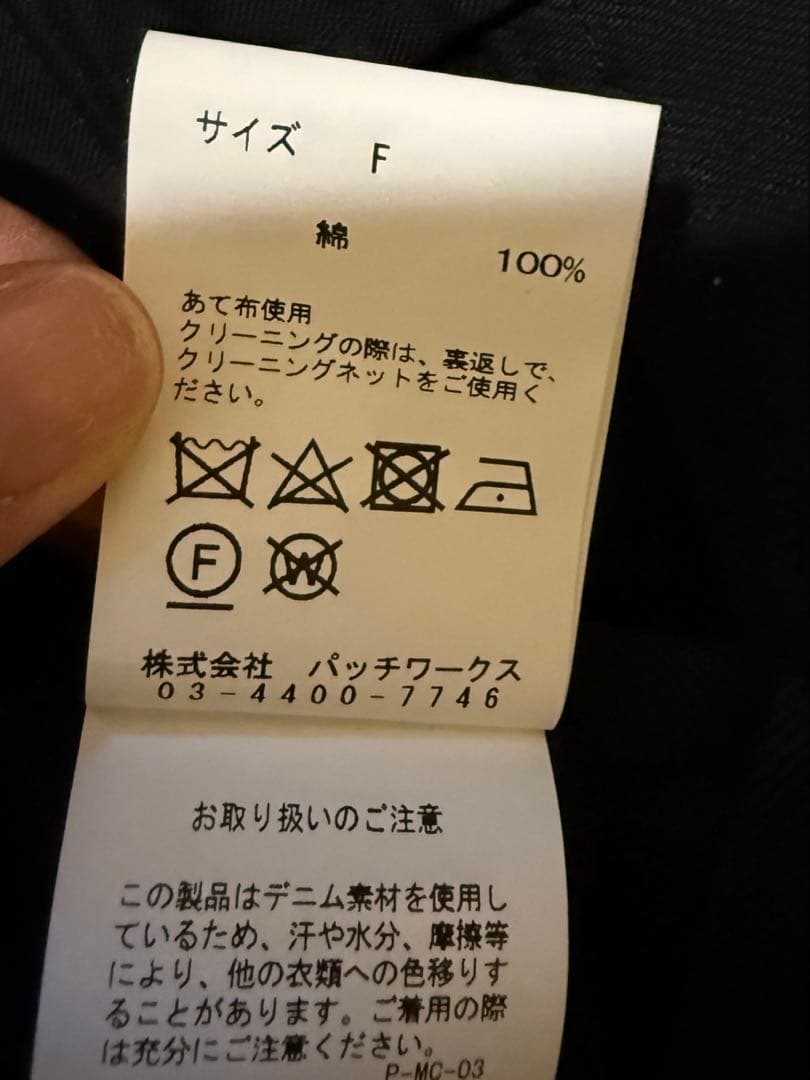 サイズ F
綿 100%
あて布使用
クリーニングの際は、裏返しで、
クリーニングネットをご使用く
ださい。
F W
株式会社 パッチワークス
03-4400-7746
お取り扱いのご注意
この製品はデニム素材を使用し
ているため、汗や水分、摩擦等
により、他の衣類への色移りす
ることがあります。ご着用の際
は充分にご注意ください。
P-MC-03